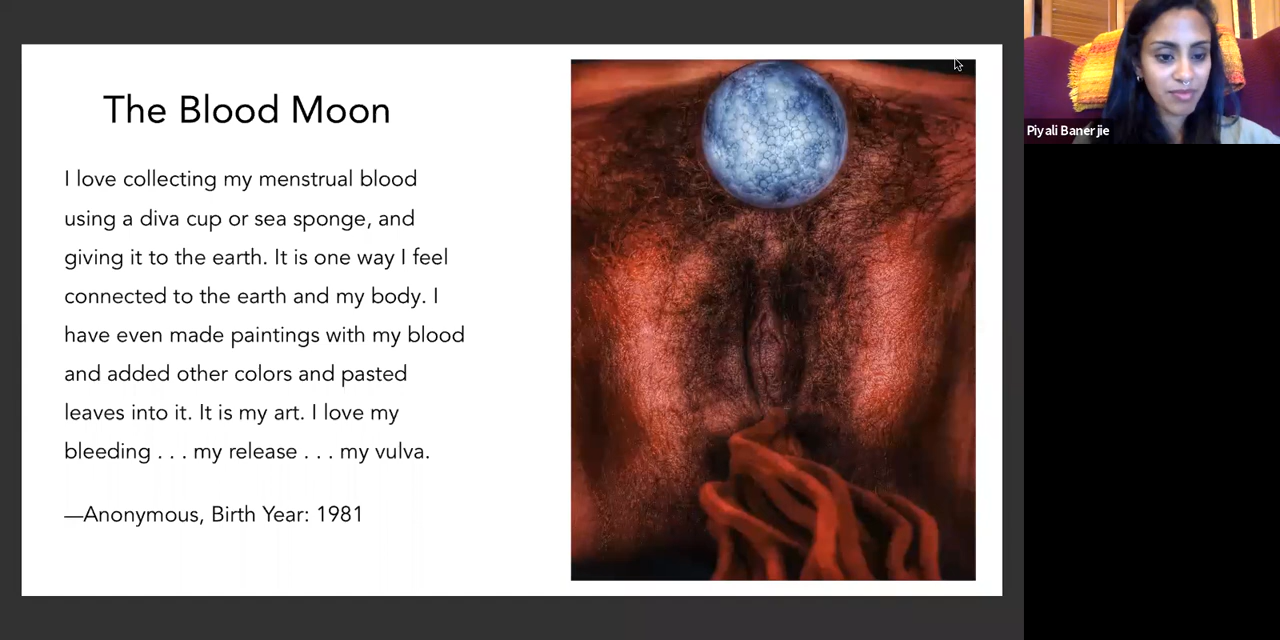 The Blood Moon
I love collecting my menstrual blood
using a diva cup or sea sponge, and
giving it to the earth. It is one way I feel
connected to the earth and my body. I
have even made paintings with my blood
and added other colors and pasted
leaves into it. It is my art. I love my
bleeding . . . my release . . . my vulva.
—Anonymous, Birth Year: 1981
Piyali Banerjie